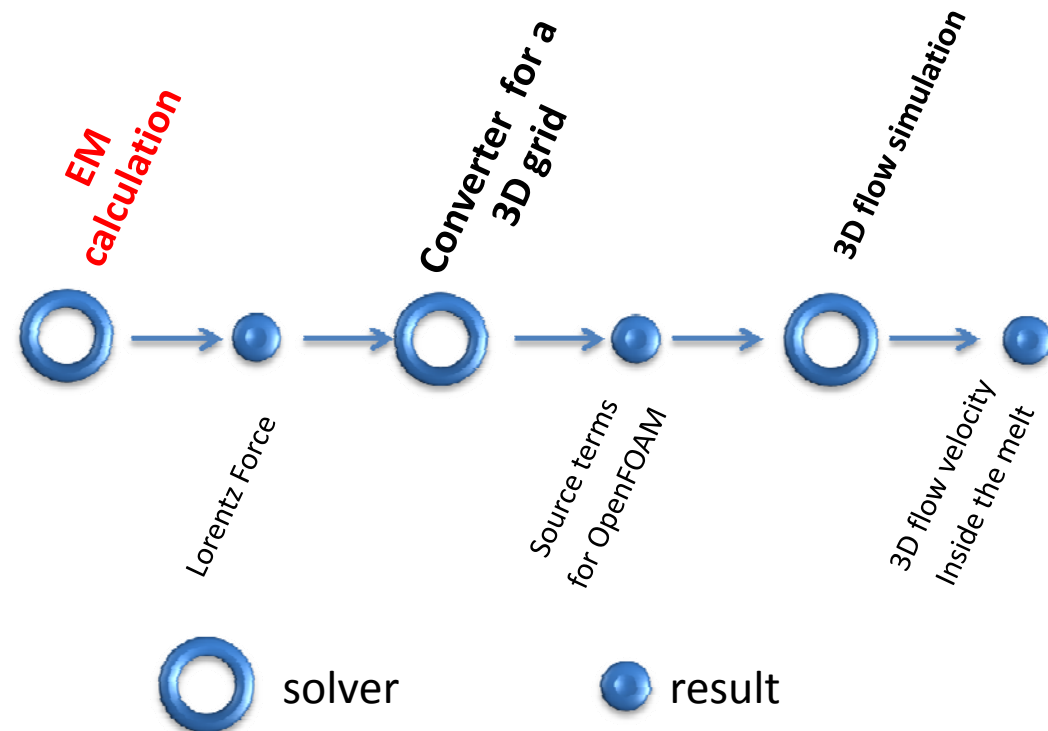 EM
calculation
Converter for a
3D grid
3D flow simulation
Lorentz Force
Source terms
for OpenFOAM
3D flow velocity
Inside the melt
solver
result